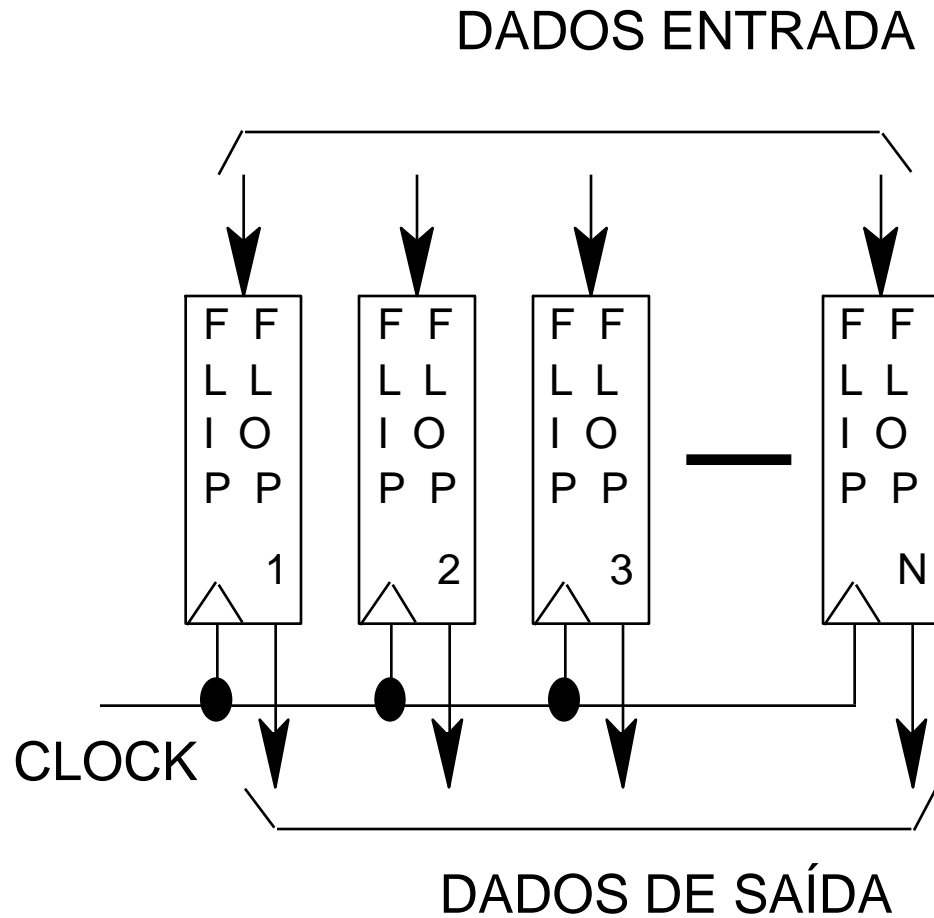 DADOS ENTRADA
F F F F F F F F
L L L L L L L L
I O I O I O I O
P P P P P P P P
1 2 3 N
CLOCK
DADOS DE SAÍDA